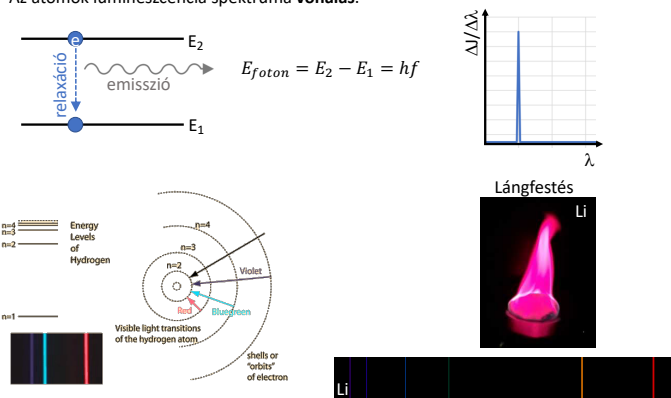 Az atomok lumineszcencia spektruma vonalas.
E2
e
relaxáció
emisszió
E1
E_foton = E2 − E1 = hf
ΔJ/Δλ
λ
n=4
n=3
n=2
n=1
Energy
Levels
of
Hydrogen
n=4
n=3
n=2
Violet
Red
Bluegreen
Visible light transitions
of the hydrogen atom
shells or
"orbits"
of electron
Lángfestés
Li
Li